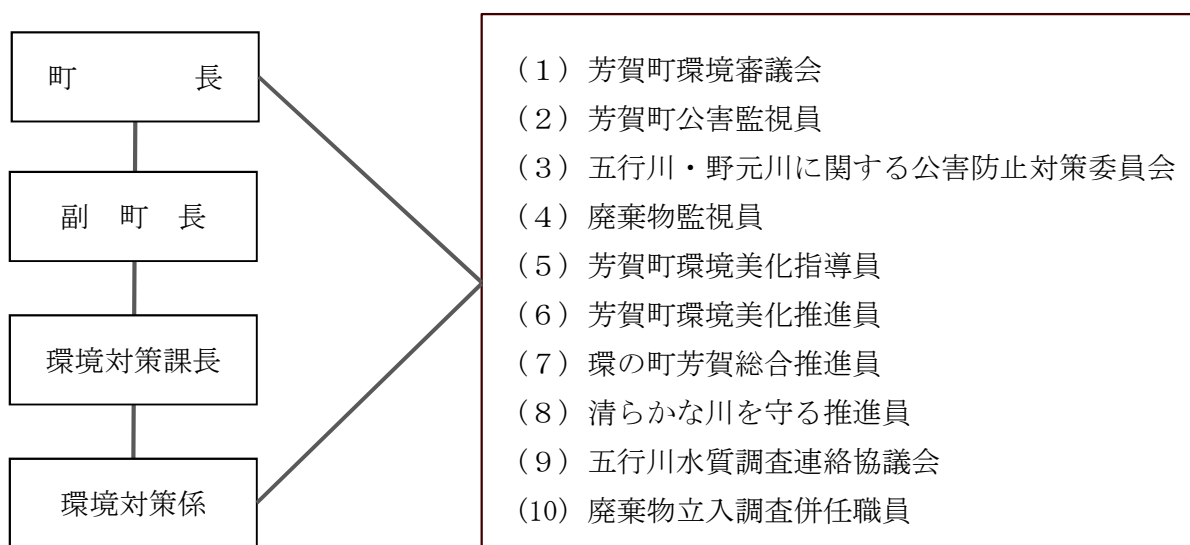 町　　　長
副　町　長
環境対策課長
環境対策係
（１）芳賀町環境審議会
（２）芳賀町公害監視員
（３）五行川・野元川に関する公害防止対策委員会
（４）廃棄物監視員
（５）芳賀町環境美化指導員
（６）芳賀町環境美化推進員
（７）環の町芳賀総合推進員
（８）清らかな川を守る推進員
（９）五行川水質調査連絡協議会
(10) 廃棄物立入調査併任職員